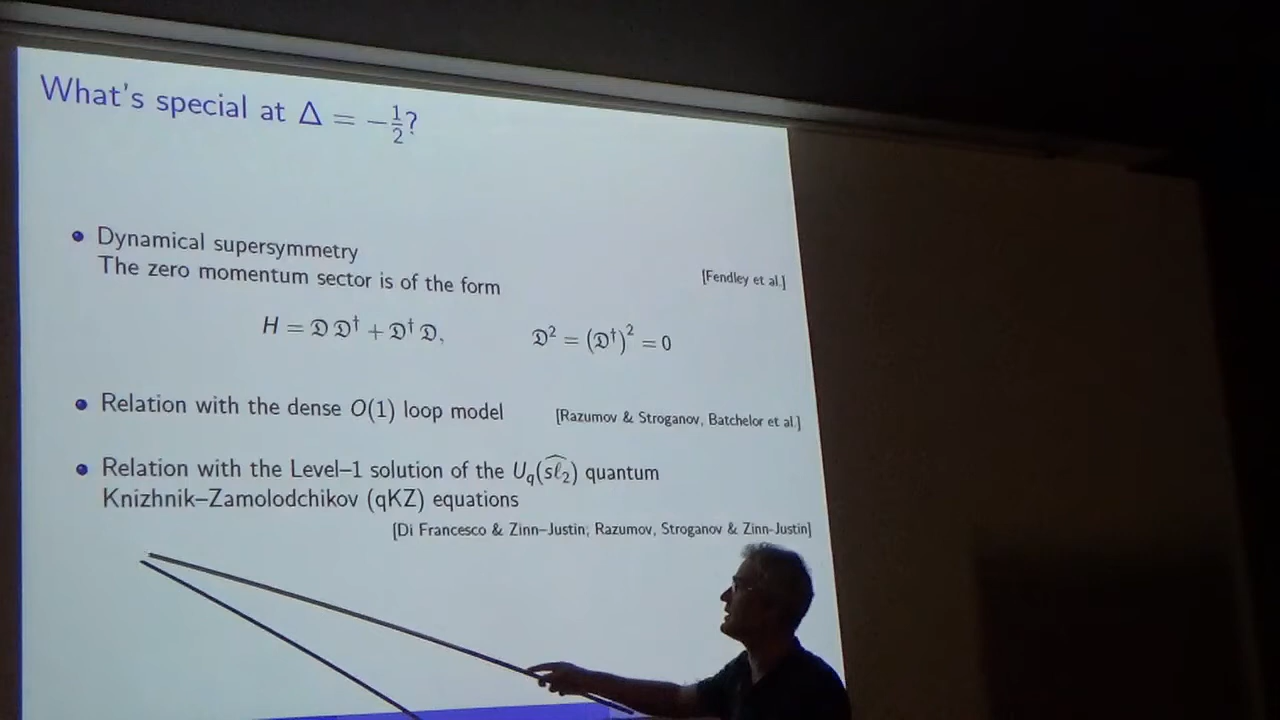 What's special at Δ = −1/2?
• Dynamical supersymmetry
The zero momentum sector is of the form [Fendley et al.]
H = 𝔇 𝔇† + 𝔇† 𝔇, 𝔇² = (𝔇†)² = 0
• Relation with the dense O(1) loop model [Razumov & Stroganov, Batchelor et al.]
• Relation with the Level–1 solution of the U_q(\widehat{sℓ_2}) quantum
Knizhnik–Zamolodchikov (qKZ) equations
[Di Francesco & Zinn–Justin; Razumov, Stroganov & Zinn-Justin]